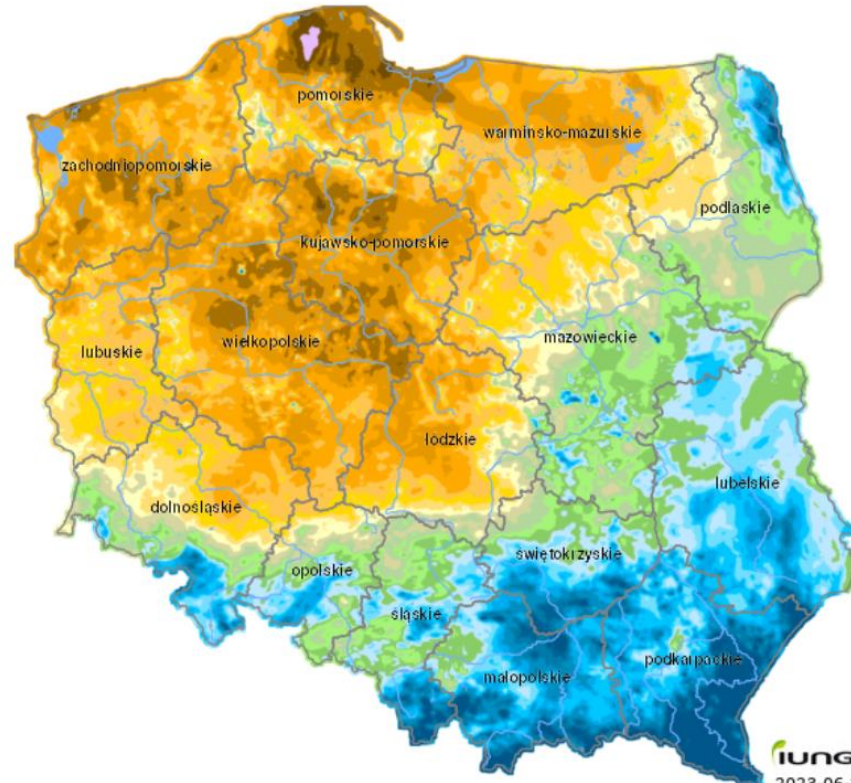 pomorskie
warmińsko-mazurskie
zachodniopomorskie
podlaskie
kujawsko-pomorskie
mazowieckie
wielkopolskie
lubuskie
łódzkie
lubelskie
dolnośląskie
świętokrzyskie
opolskie
śląskie
podkarpackie
małopolskie
IUNG